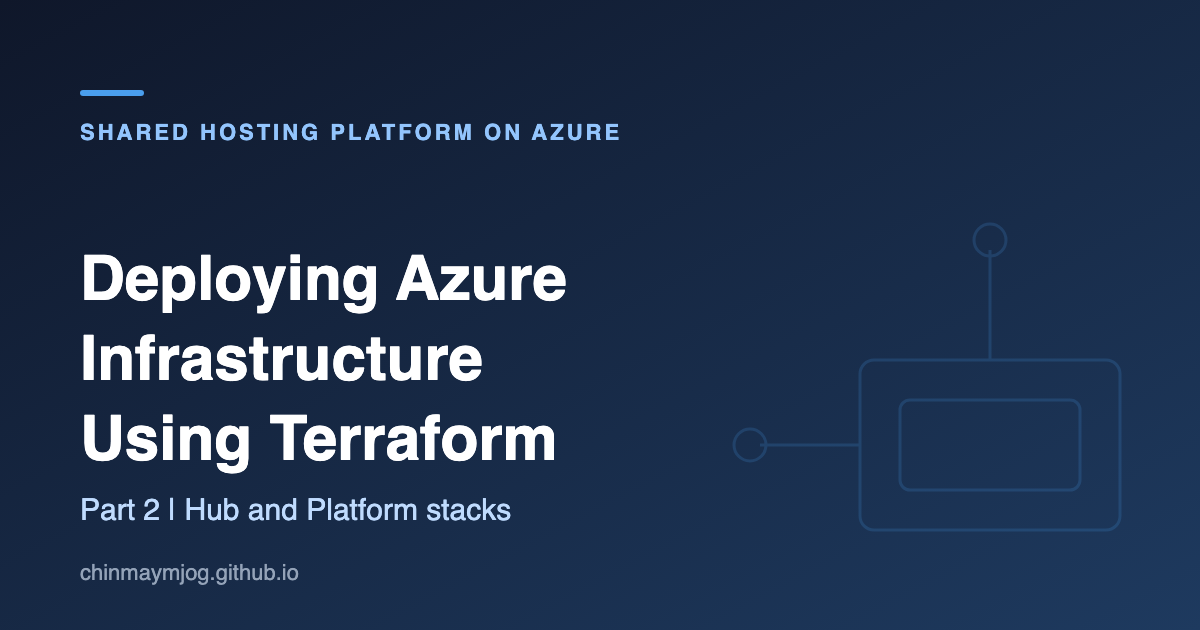 SHARED HOSTING PLATFORM ON AZURE
Deploying Azure
Infrastructure
Using Terraform
Part 2 | Hub and Platform stacks
chinmaymjog.github.io